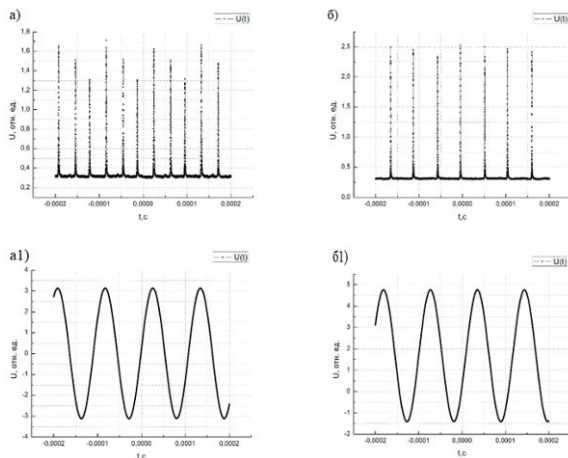 а)
U(t)
U, отн. ед.
1,8
1,6
1,4
1,2
1,0
0,8
0,6
0,4
0,2
-0,0002 -0,0001 0,0000 0,0001 0,0002
t,c
б)
U(t)
U, отн. ед.
2,5
2,0
1,5
1,0
0,5
0,0
-0,0002 -0,0001 0,0000 0,0001 0,0002
t,c
а1)
U(t)
U, отн. ед.
4
3
2
1
0
-1
-2
-3
-4
-0,0002 -0,0001 0,0000 0,0001 0,0002
t,c
б1)
U(t)
U, отн. ед.
5
4
3
2
1
0
-1
-2
-0,0002 -0,0001 0,0000 0,0001 0,0002
t,c